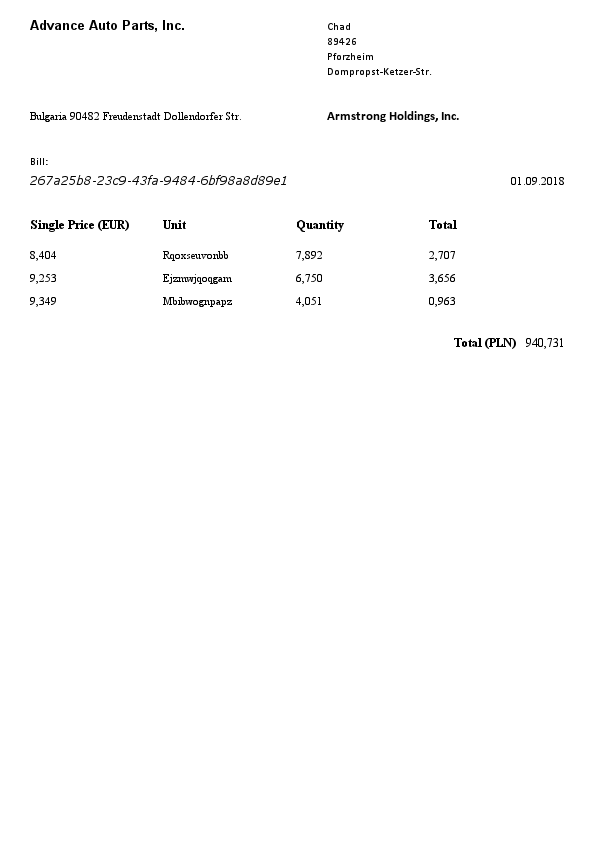 Advance Auto Parts, Inc.
Chad
89426
Pforzheim
Dompropst-Ketzer-Str.
Bulgaria 90482 Freudenstadt Dollendorfer Str.
Armstrong Holdings, Inc.
Bill:
267a25b8-23c9-43fa-9484-6bf98a8d89e1
01.09.2018
Single Price (EUR) Unit Quantity Total
8,404 Rqoxseuvonbb 7,892 2,707
9,253 Ejzmwjqoqgam 6,750 3,656
9,349 Mbibwognpapz 4,051 0,963
Total (PLN) 940,731